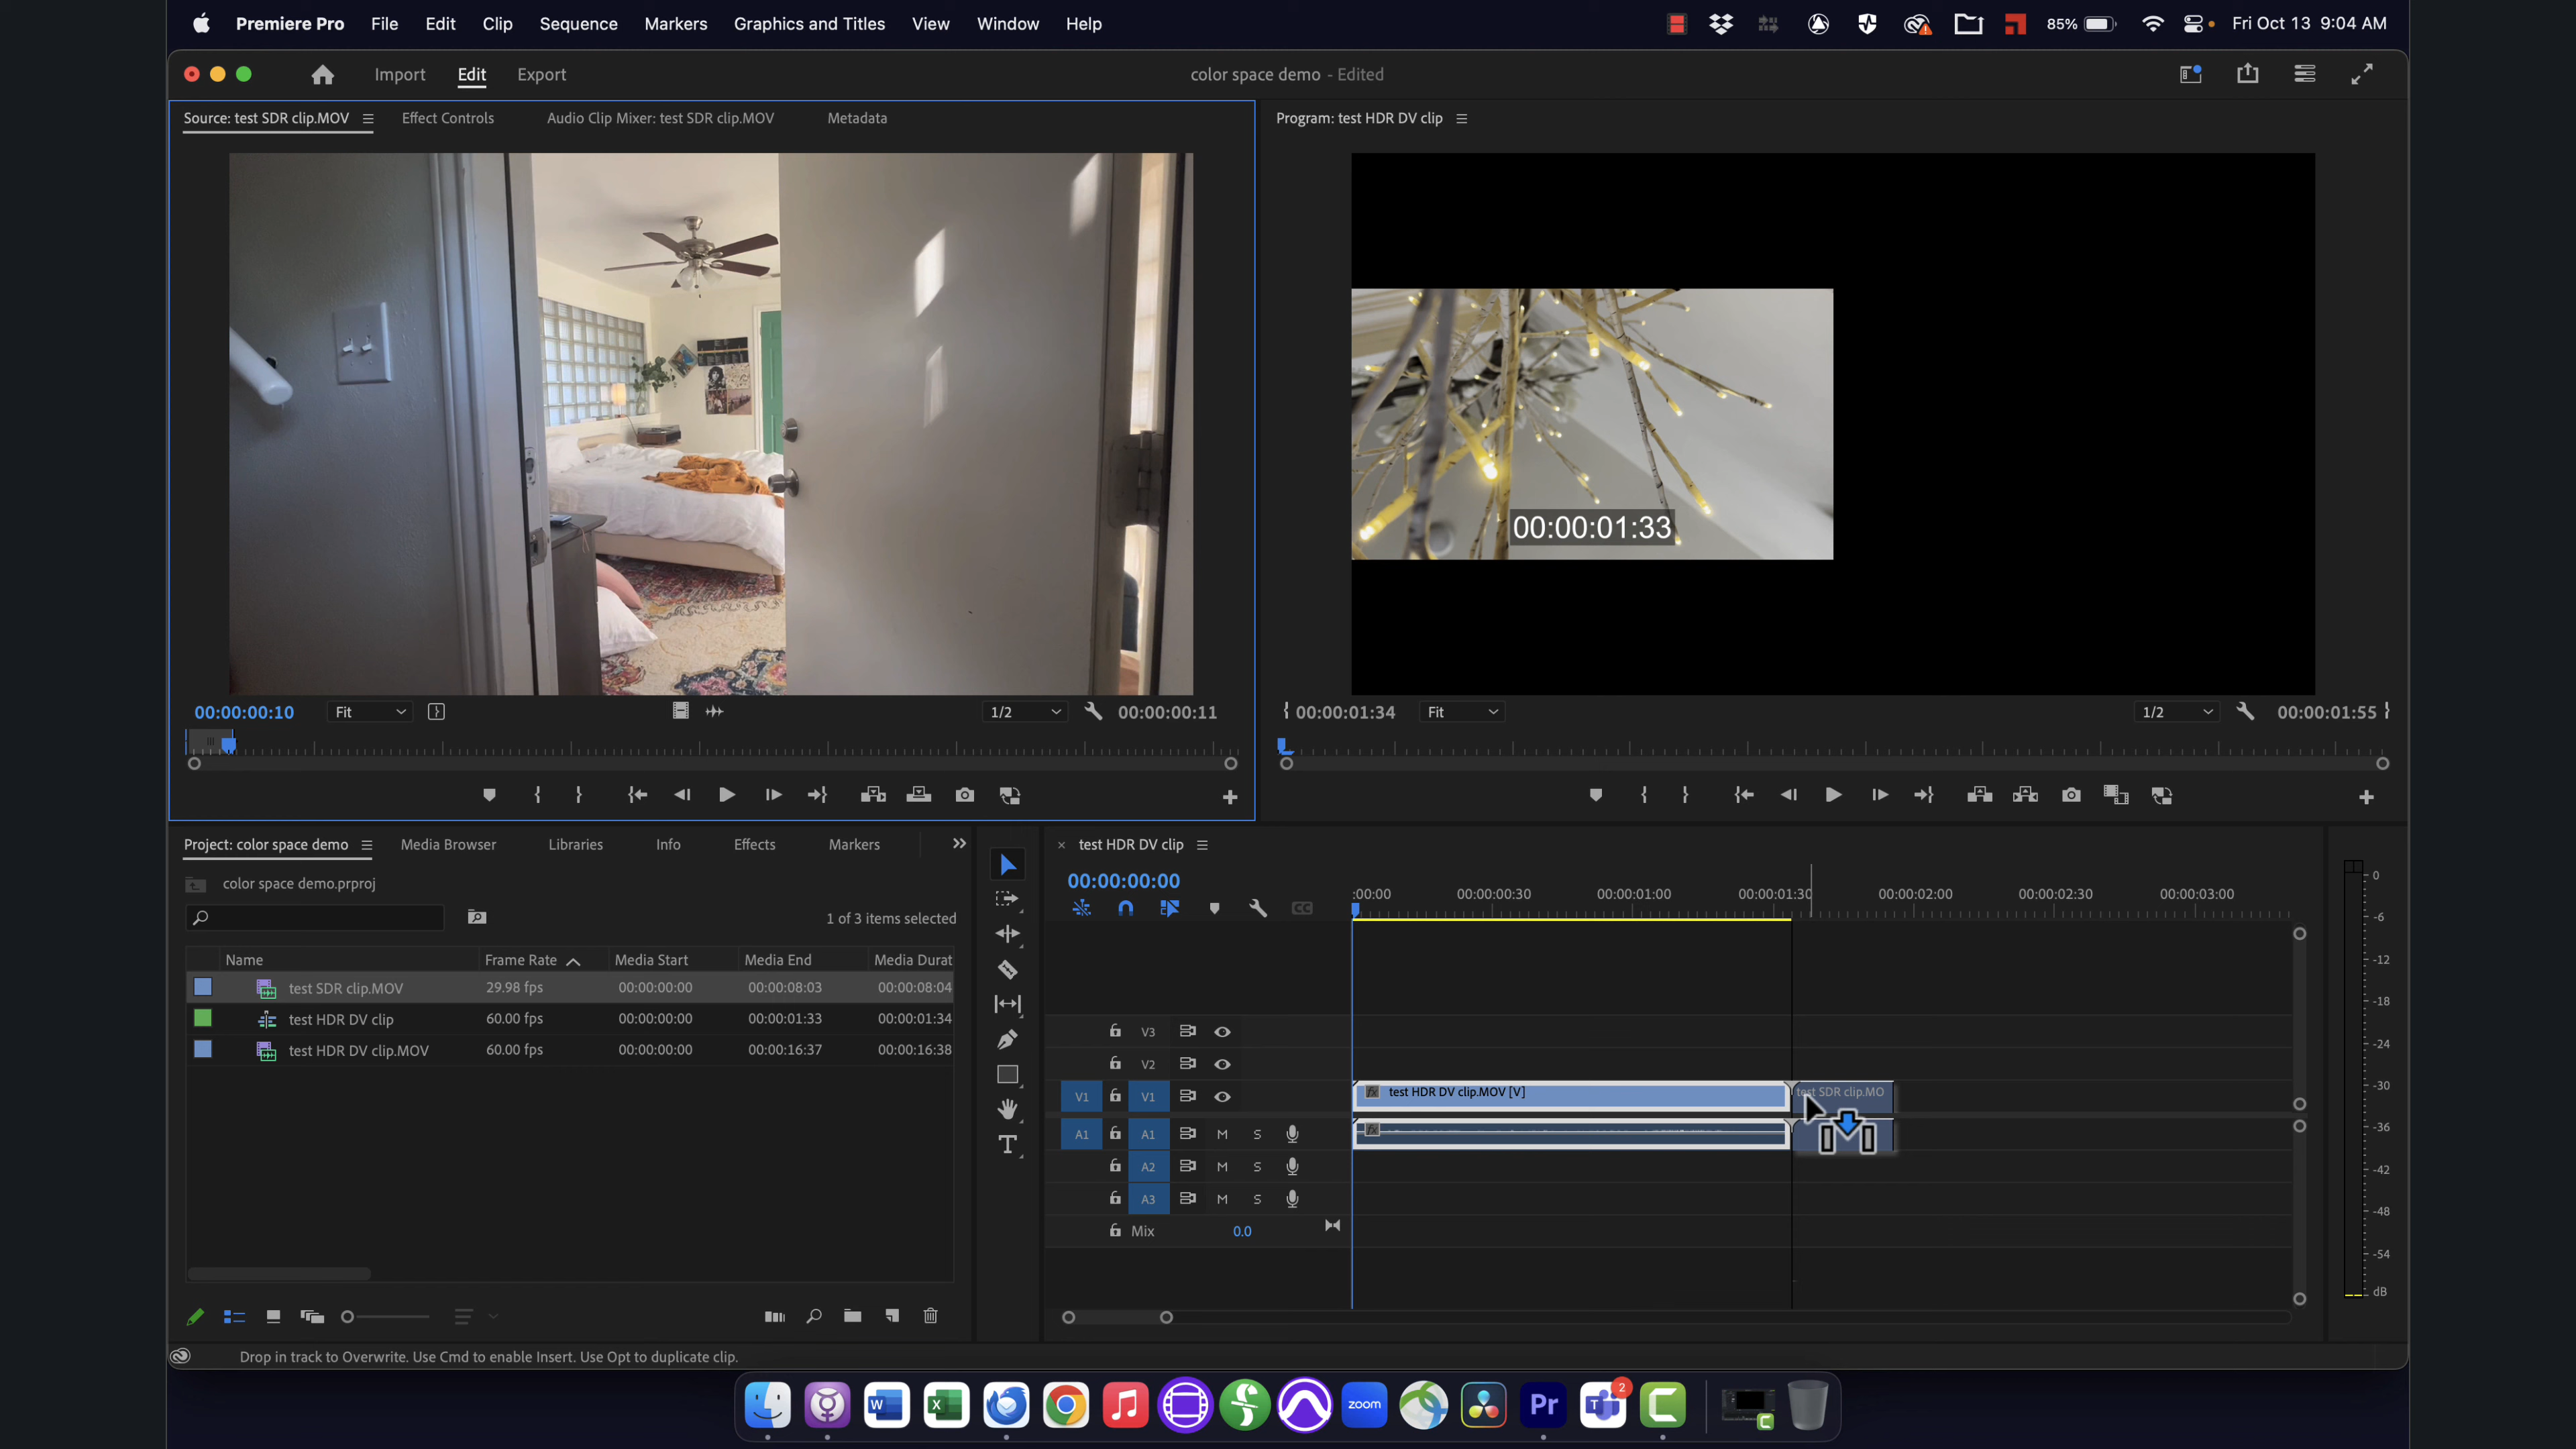 Premiere Pro File Edit Clip Sequence Markers Graphics and Titles View Window Help 85% Fri Oct 13 9:04 AM
Import Edit Export color space demo - Edited
Source: test SDR clip.MOV Effect Controls Audio Clip Mixer: test SDR clip.MOV Metadata
Program: test HDR DV clip
00:00:01:33
00:00:00:10 Fit 1/2 00:00:00:11
00:00:01:34 Fit 1/2 00:00:01:55
Project: color space demo Media Browser Libraries Info Effects Markers
color space demo.prproj
1 of 3 items selected
Name Frame Rate Media Start Media End Media Durat
test SDR clip.MOV 29.98 fps 00:00:00:00 00:00:08:03 00:00:08:04
test HDR DV clip 60.00 fps 00:00:00:00 00:00:01:33 00:00:01:34
test HDR DV clip.MOV 60.00 fps 00:00:00:00 00:00:16:37 00:00:16:38
× test HDR DV clip
00:00:00:00
:00:00 00:00:00:30 00:00:01:00 00:00:01:30 00:00:02:00 00:00:02:30 00:00:03:00
CC
V3
V2
V1 V1 fx test HDR DV clip.MOV [V] test SDR clip.MO
A1 A1 M S fx
A2 M S
A3 M S
Mix 0.0
T
0
-6
-12
-18
-24
-30
-36
-42
-48
-54
dB
Drop in track to Overwrite. Use Cmd to enable Insert. Use Opt to duplicate clip.
W X zoom Pr T 2 C